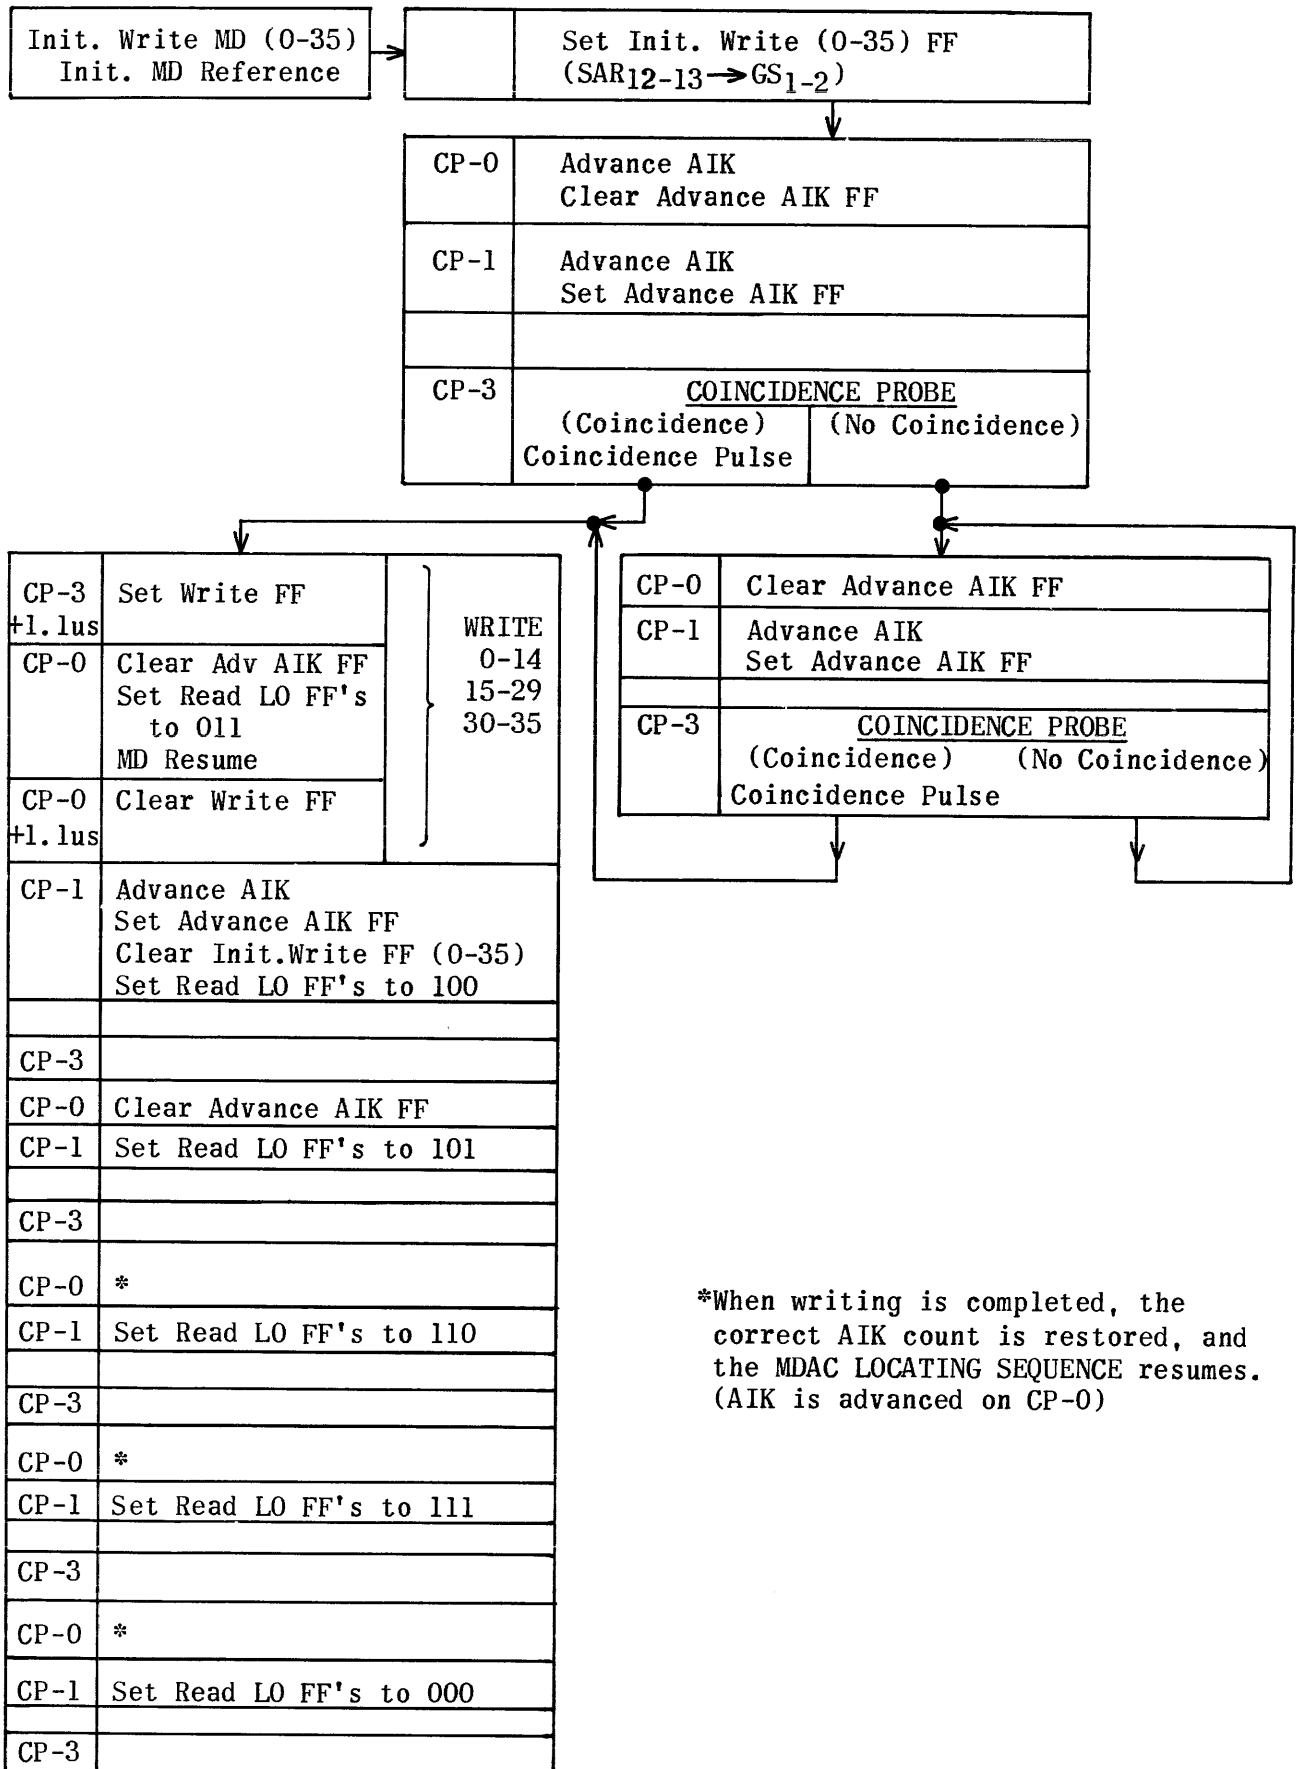 Init. Write MD (0-35)
Init. MD Reference
Set Init. Write (0-35) FF
(SAR12-13→GS1-2)
CP-0 Advance AIK
Clear Advance AIK FF
CP-1 Advance AIK
Set Advance AIK FF
CP-3 COINCIDENCE PROBE
(Coincidence) (No Coincidence)
Coincidence Pulse
CP-3 Set Write FF
+1.1us
CP-0 Clear Adv AIK FF
Set Read LO FF's
to 011
MD Resume
CP-0 Clear Write FF
+1.1us
WRITE
0-14
15-29
30-35
CP-1 Advance AIK
Set Advance AIK FF
Clear Init.Write FF (0-35)
Set Read LO FF's to 100
CP-3
CP-0 Clear Advance AIK FF
CP-1 Set Read LO FF's to 101
CP-3
CP-0 *
CP-1 Set Read LO FF's to 110
CP-3
CP-0 *
CP-1 Set Read LO FF's to 111
CP-3
CP-0 *
CP-1 Set Read LO FF's to 000
CP-3
CP-0 Clear Advance AIK FF
CP-1 Advance AIK
Set Advance AIK FF
CP-3 COINCIDENCE PROBE
(Coincidence) (No Coincidence)
Coincidence Pulse
*When writing is completed, the
correct AIK count is restored, and
the MDAC LOCATING SEQUENCE resumes.
(AIK is advanced on CP-0)